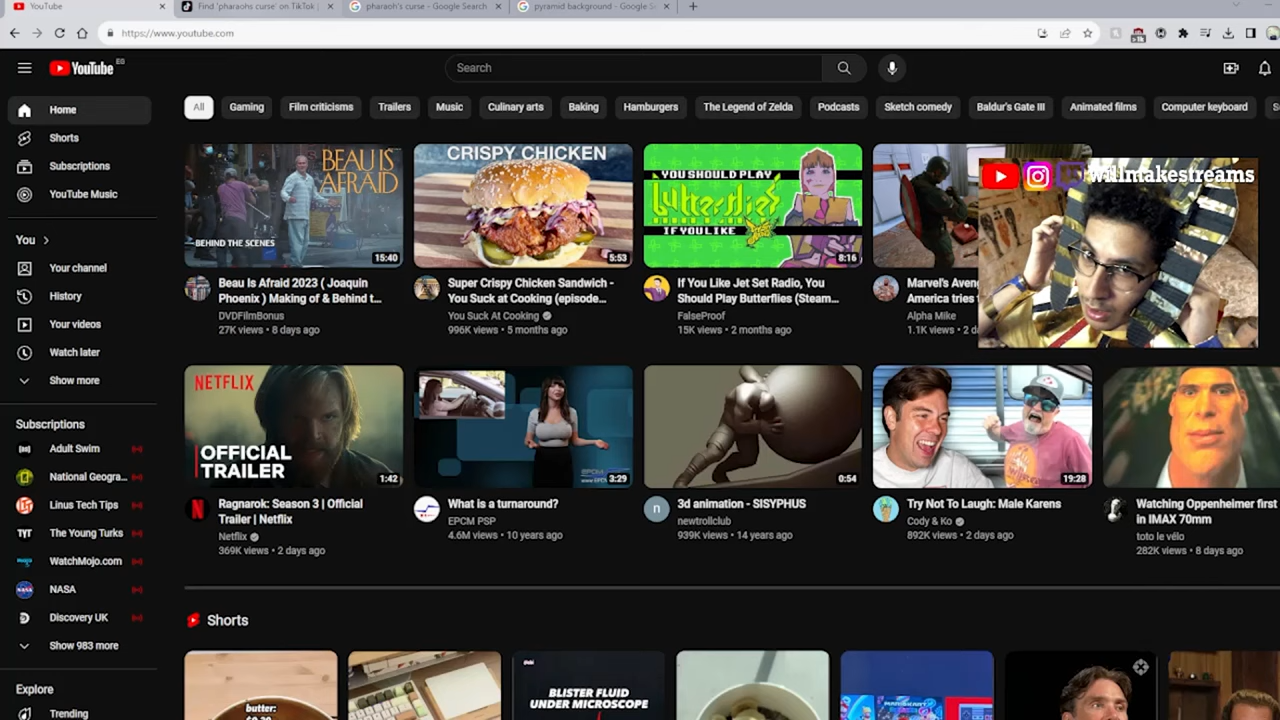 YouTube
Find 'pharaohs curse' on TikTok |
pharaoh's curse - Google Search
pyramid background - Google Se
https://www.youtube.com
YouTube EG
Search
Home
Shorts
Subscriptions
YouTube Music
You
Your channel
History
Your videos
Watch later
Show more
Subscriptions
Adult Swim
National Geogra...
Linus Tech Tips
TYT
The Young Turks
WatchMojo.com
NASA
Discovery UK
Show 983 more
Explore
Trending
All
Gaming
Film criticisms
Trailers
Music
Culinary arts
Baking
Hamburgers
The Legend of Zelda
Podcasts
Sketch comedy
Baldur's Gate III
Animated films
Computer keyboard
BEAU IS
AFRAID
BEHIND THE SCENES
15:40
Beau Is Afraid 2023 ( Joaquin
Phoenix ) Making of & Behind t...
DVDFilmBonus
27K views • 8 days ago
CRISPY CHICKEN
5:53
Super Crispy Chicken Sandwich -
You Suck at Cooking (episode...
You Suck At Cooking
996K views • 5 months ago
YOU SHOULD PLAY
Butterflies
IF YOU LIKE
8:16
If You Like Jet Set Radio, You
Should Play Butterflies (Steam...
FalseProof
15K views • 2 months ago
Marvel's Aveng
America tries t
Alpha Mike
1.1K views • 2 da
willmakestreams
NETFLIX
OFFICIAL
TRAILER
1:42
Ragnarok: Season 3 | Official
Trailer | Netflix
Netflix
369K views • 2 days ago
3:29
What is a turnaround?
EPCM PSP
4.6M views • 10 years ago
0:54
3d animation - SISYPHUS
newtrollclub
939K views • 14 years ago
19:28
Try Not To Laugh: Male Karens
Cody & Ko
892K views • 2 days ago
Watching Oppenheimer first
in IMAX 70mm
toto le vélo
282K views • 8 days ago
Shorts
butter:
BLISTER FLUID
UNDER MICROSCOPE